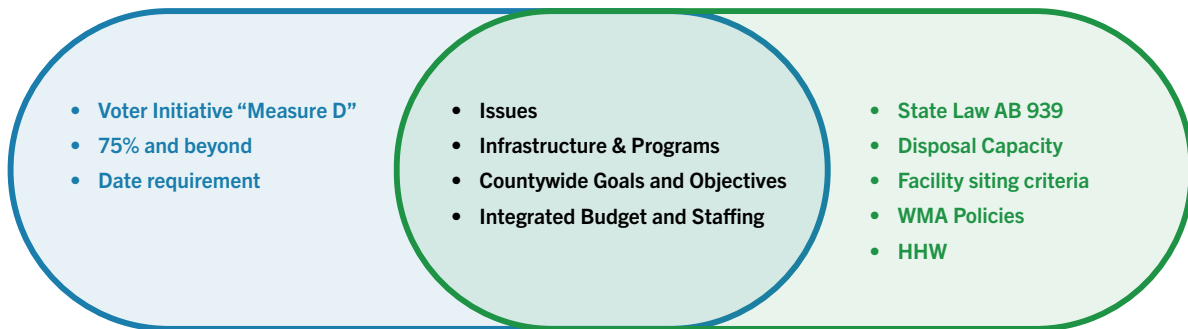 • Voter Initiative “Measure D”
• 75% and beyond
• Date requirement
• Issues
• Infrastructure & Programs
• Countywide Goals and Objectives
• Integrated Budget and Staffing
• State Law AB 939
• Disposal Capacity
• Facility siting criteria
• WMA Policies
• HHW